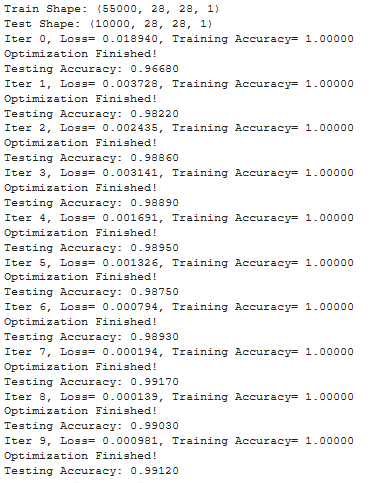 Train Shape: (55000, 28, 28, 1)
Test Shape: (10000, 28, 28, 1)
Iter 0, Loss= 0.018940, Training Accuracy= 1.00000
Optimization Finished!
Testing Accuracy: 0.96680
Iter 1, Loss= 0.003728, Training Accuracy= 1.00000
Optimization Finished!
Testing Accuracy: 0.98220
Iter 2, Loss= 0.002435, Training Accuracy= 1.00000
Optimization Finished!
Testing Accuracy: 0.98860
Iter 3, Loss= 0.003141, Training Accuracy= 1.00000
Optimization Finished!
Testing Accuracy: 0.98890
Iter 4, Loss= 0.001691, Training Accuracy= 1.00000
Optimization Finished!
Testing Accuracy: 0.98950
Iter 5, Loss= 0.001326, Training Accuracy= 1.00000
Optimization Finished!
Testing Accuracy: 0.98750
Iter 6, Loss= 0.000794, Training Accuracy= 1.00000
Optimization Finished!
Testing Accuracy: 0.98930
Iter 7, Loss= 0.000194, Training Accuracy= 1.00000
Optimization Finished!
Testing Accuracy: 0.99170
Iter 8, Loss= 0.000139, Training Accuracy= 1.00000
Optimization Finished!
Testing Accuracy: 0.99030
Iter 9, Loss= 0.000981, Training Accuracy= 1.00000
Optimization Finished!
Testing Accuracy: 0.99120